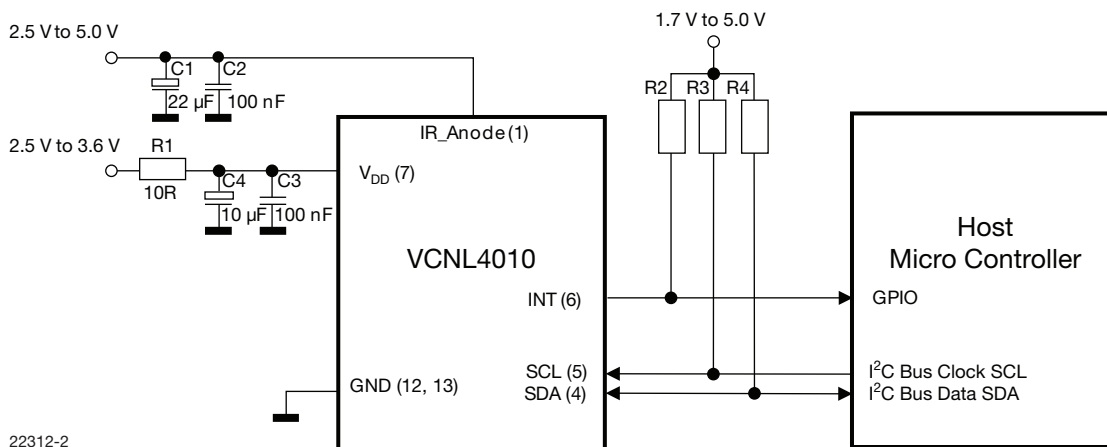 2.5 V to 5.0 V
1.7 V to 5.0 V
C1
C2
22 µF
100 nF
R2
R3
R4
IR_Anode (1)
2.5 V to 3.6 V
R1
10R
C4
C3
10 µF
100 nF
V_DD (7)
VCNL4010
Host
Micro Controller
INT (6)
GPIO
SCL (5)
I²C Bus Clock SCL
GND (12, 13)
SDA (4)
I²C Bus Data SDA
22312-2